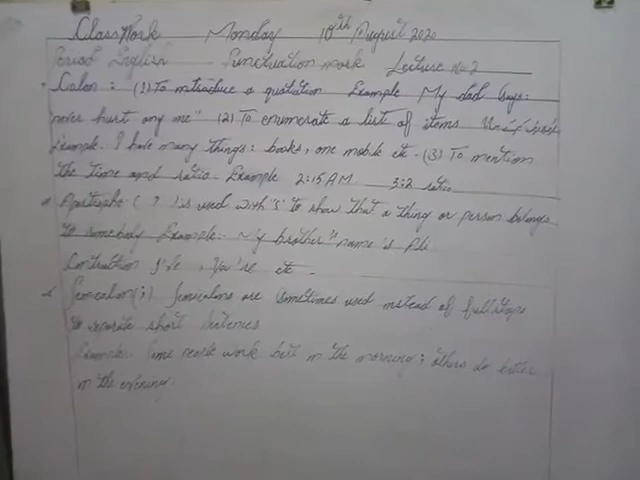 ClassWork Monday 10th August 2020
Period English Punctuation mark Lecture No 2
Colon : (1) To introduce a quotation Example My dad Says:
never hurt any me" (2) To enumerate a list of items
Example. I have many things: books, one mobile etc. (3) To mention
the time and ratio. Example 2:15 AM 3:2 ratio
Apostrophe ( ' ) is used with "s" to show that a thing or person belongs
to somebody Example. My brother" name is Ali
Contraction I've, You're etc.
Semicolon (;) Semicolons are Sometimes used instead of full stops
to seperate short Sentences
Example. Some people work best in the morning; others do better
in the evening.